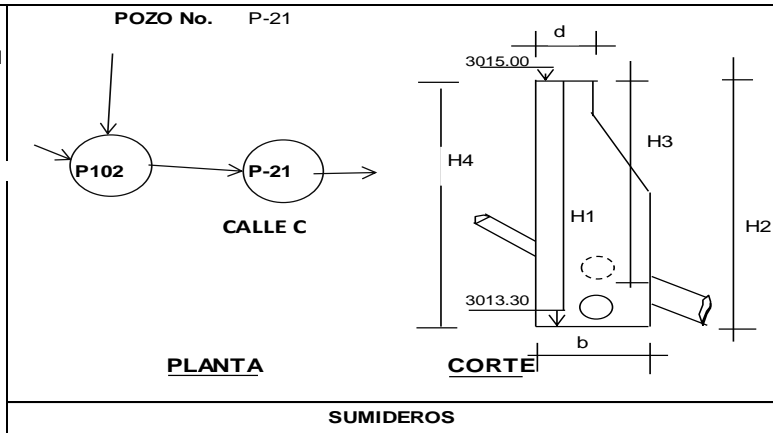 POZO No. P-21
d
3015.00
H3
H4
P102
P-21
H1
H2
CALLE C
3013.30
b
PLANTA
CORTE
SUMIDEROS